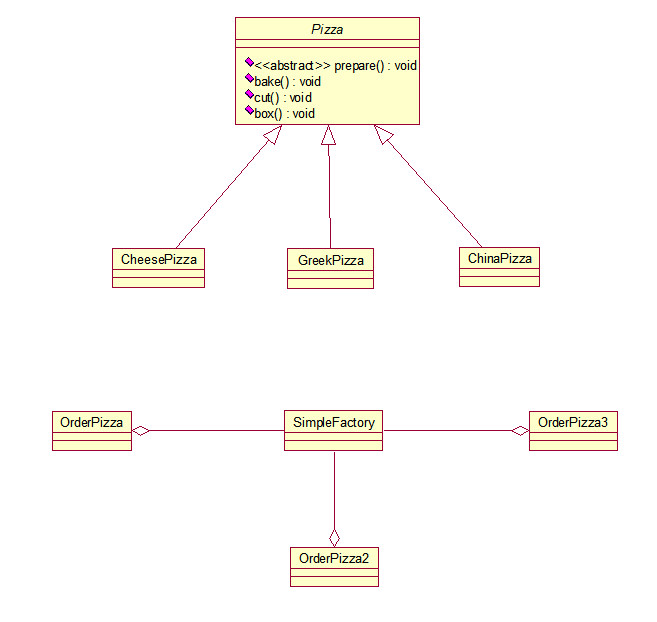 Pizza
<<abstract>> prepare() : void
bake() : void
cut() : void
box() : void
CheesePizza
GreekPizza
ChinaPizza
OrderPizza
SimpleFactory
OrderPizza3
OrderPizza2